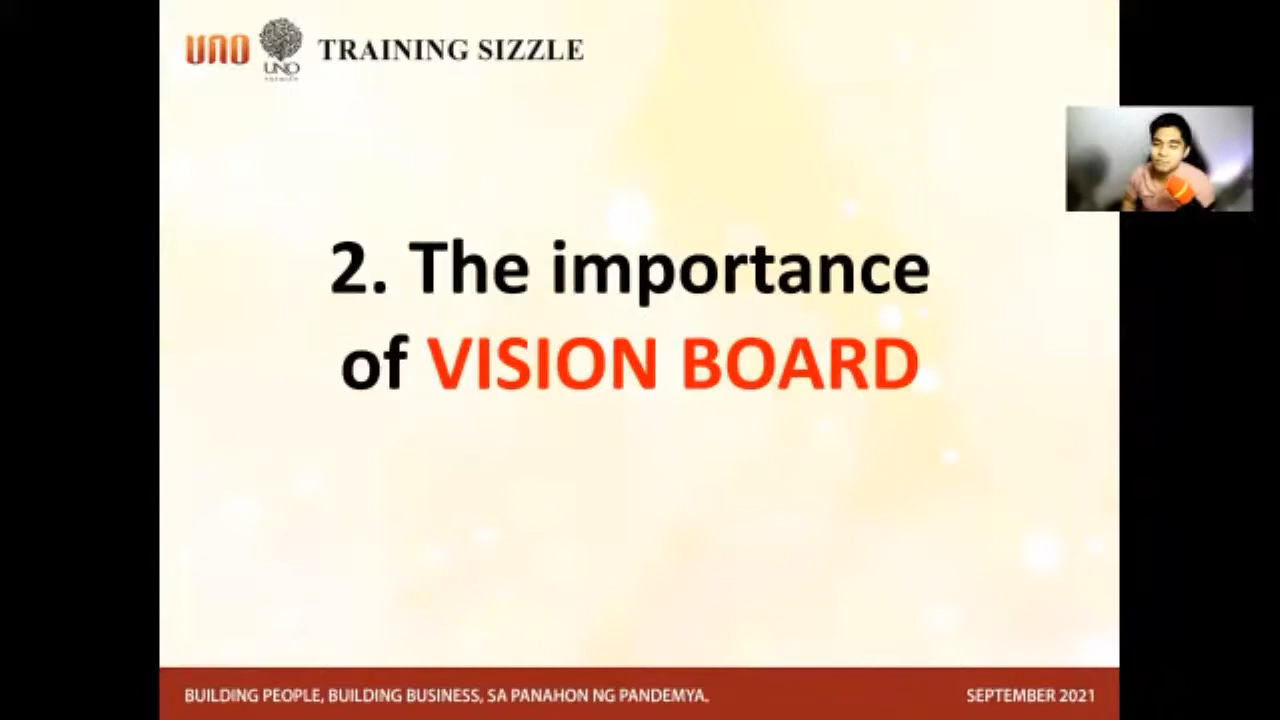 UNO UNO TRAINING SIZZLE
2. The importance
of VISION BOARD
BUILDING PEOPLE, BUILDING BUSINESS, SA PANAHON NG PANDEMYA.
SEPTEMBER 2021